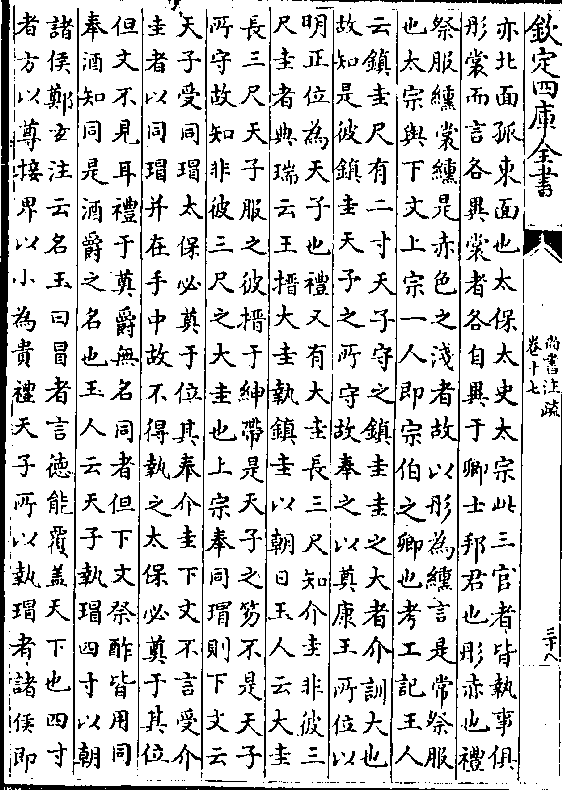 欽定四庫全書
尚書注疏
卷十七
三十八
亦北面孤東面也太保太史太宗此三官者皆執事俱
彤裳而言各異裳者各自異于卿士邦君也彤赤也禮
祭服纁裳纁是赤色之淺者故以彤為纁言是常祭服
也太宗與下文上宗一人即宗伯之卿也考工記玉人
云鎮圭尺有二寸天子守之鎮圭圭之大者介訓大也
故知是彼鎮圭天子之所守故奉之以奠康王所位以
明正位為天子也禮又有大圭長三尺知介圭非彼三
尺圭者典瑞云王搢大圭執鎮圭以朝日玉人云大圭
長三尺天子服之彼搢于紳帶是天子之笏不是天子
所守故知非彼三尺之大圭也上宗奉同瑁則下文云
天子受同瑁太保必奠于位其奉介圭下文不言受介
圭者以同瑁并在手中故不得執之太保必奠于其位
但文不見耳禮于奠爵無名同者但下文祭酢皆用同
奉酒知同是酒爵之名也玉人云天子執瑁四寸以朝
諸侯鄭玄注云名玉曰冒者言德能覆蓋天下也四寸
者方以尊接卑以小為貴禮天子所以執瑁者諸侯即